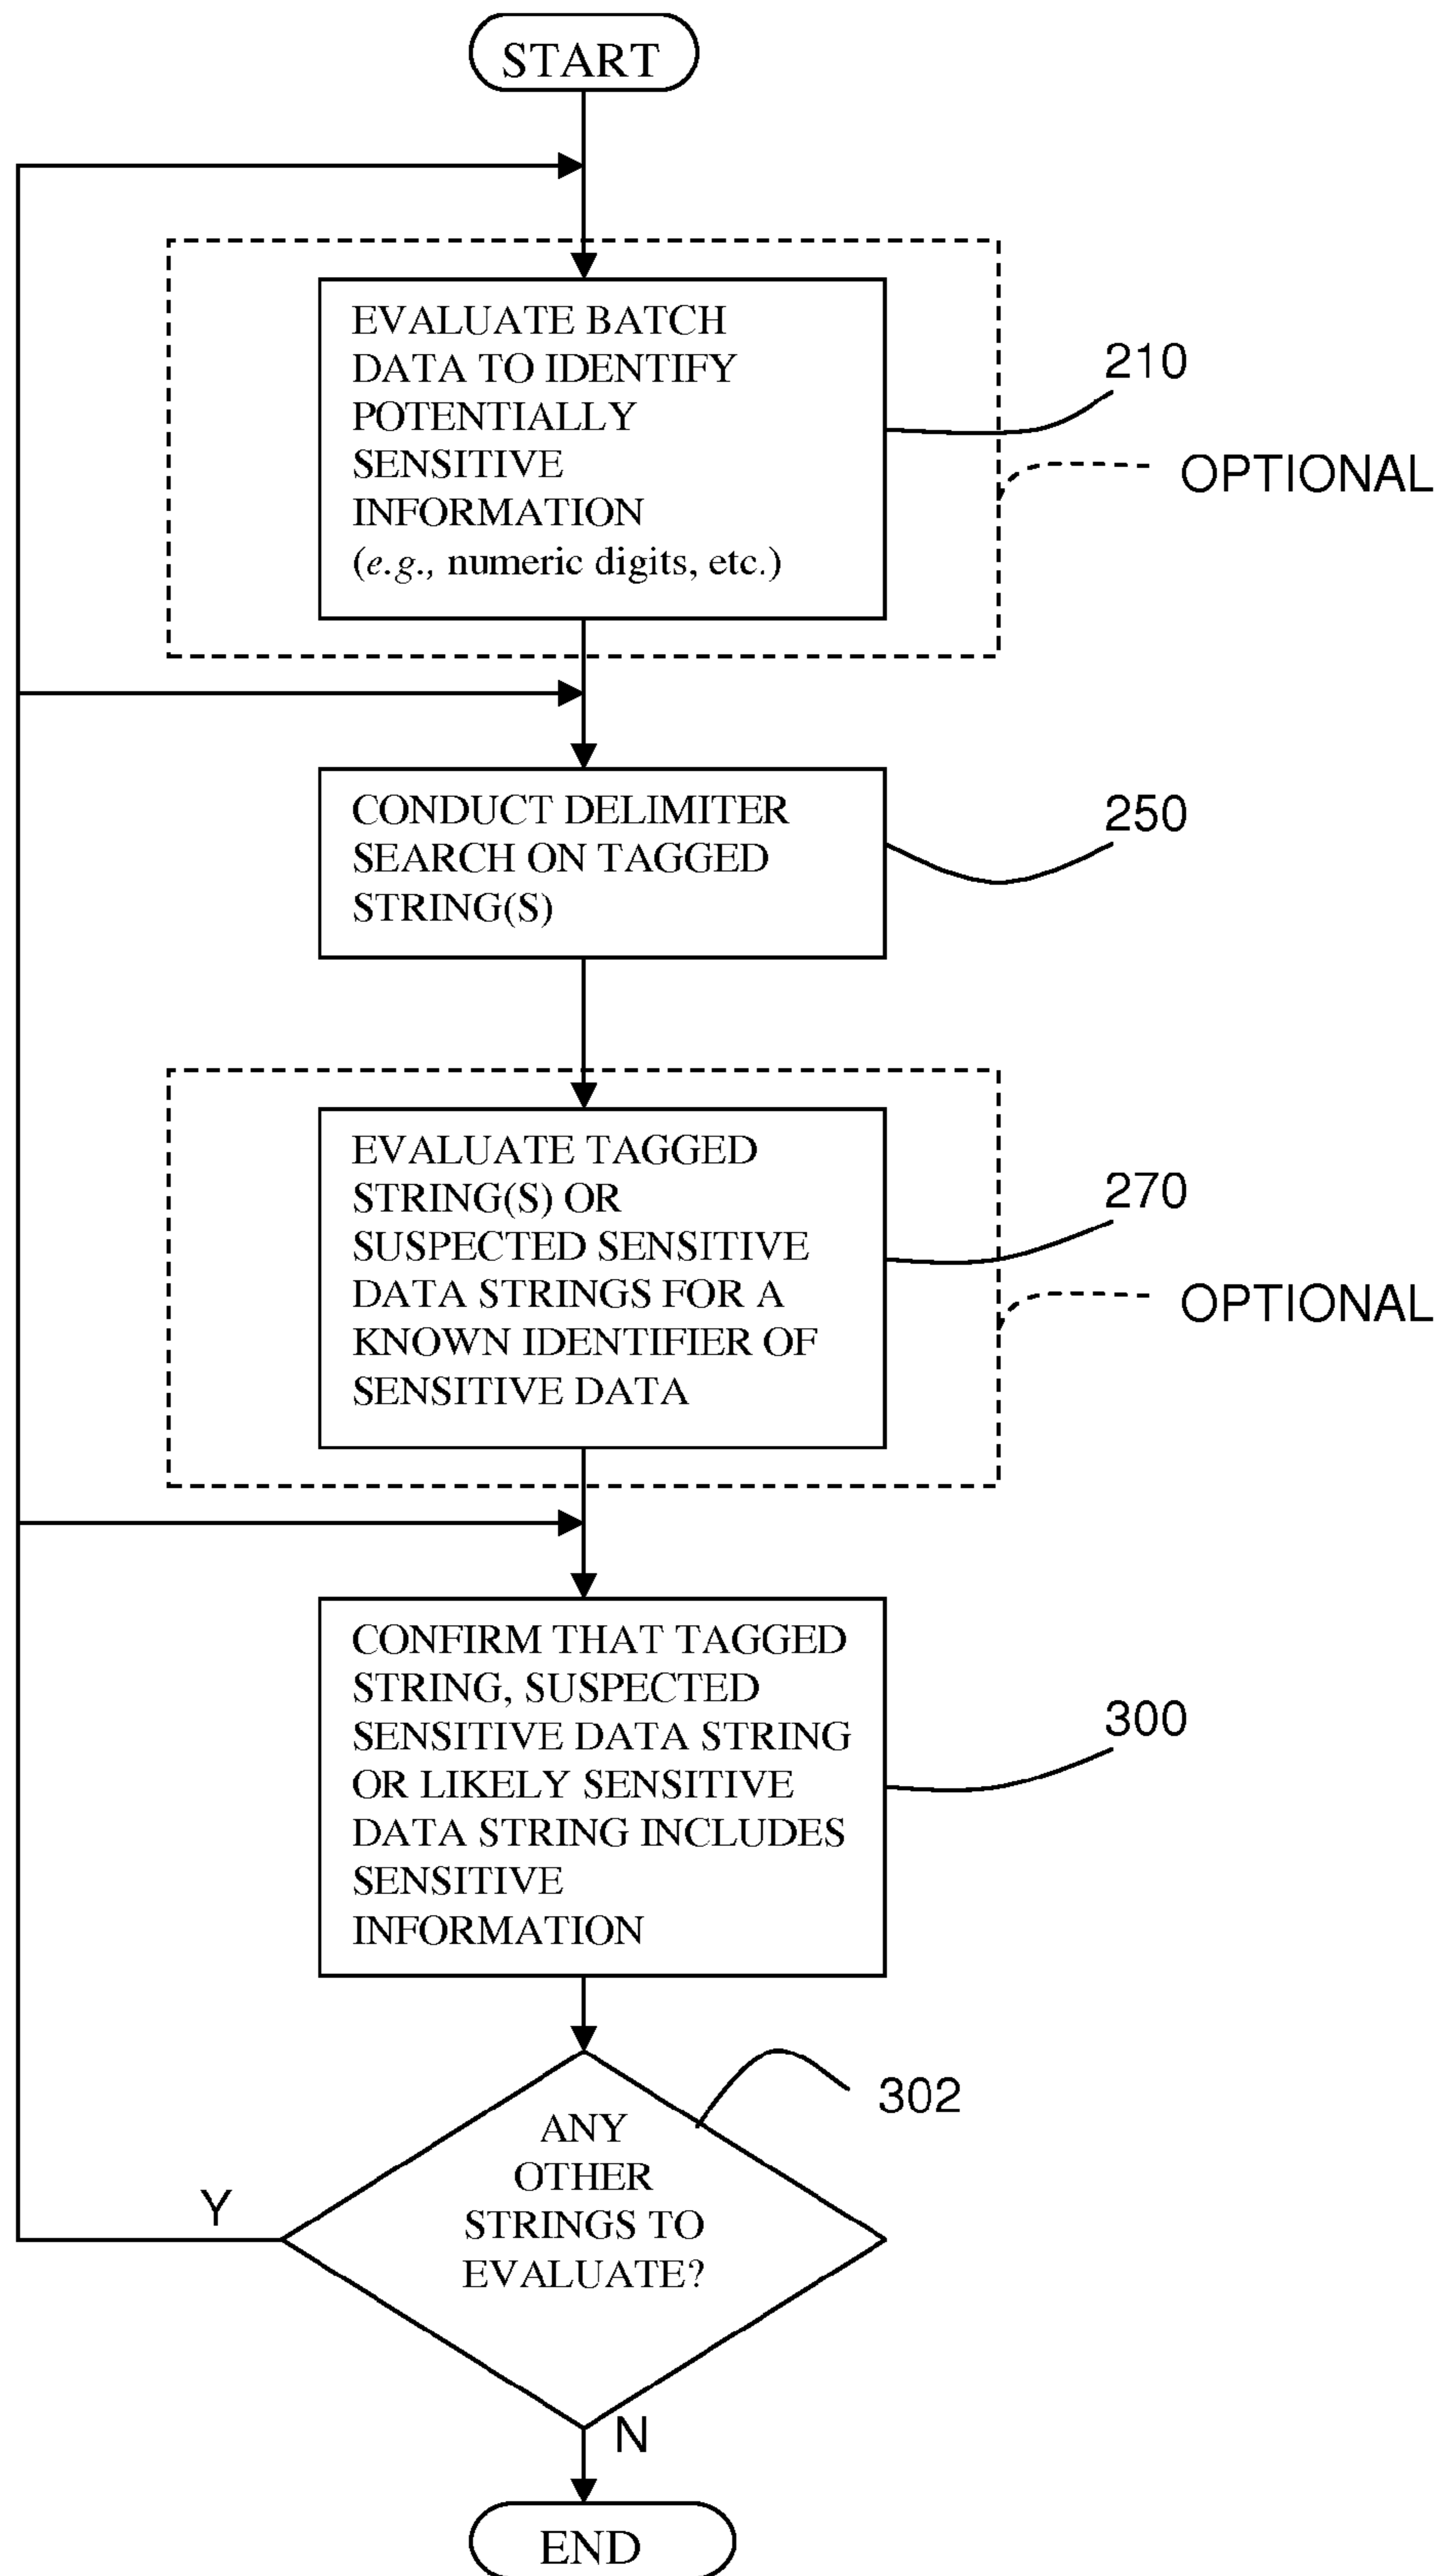 START
EVALUATE BATCH
DATA TO IDENTIFY
POTENTIALLY
SENSITIVE
INFORMATION
(e.g., numeric digits, etc.)
210
OPTIONAL
CONDUCT DELIMITER
SEARCH ON TAGGED
STRING(S)
250
EVALUATE TAGGED
STRING(S) OR
SUSPECTED SENSITIVE
DATA STRINGS FOR A
KNOWN IDENTIFIER OF
SENSITIVE DATA
270
OPTIONAL
CONFIRM THAT TAGGED
STRING, SUSPECTED
SENSITIVE DATA STRING
OR LIKELY SENSITIVE
DATA STRING INCLUDES
SENSITIVE
INFORMATION
300
302
ANY
OTHER
STRINGS TO
EVALUATE?
Y
N
END